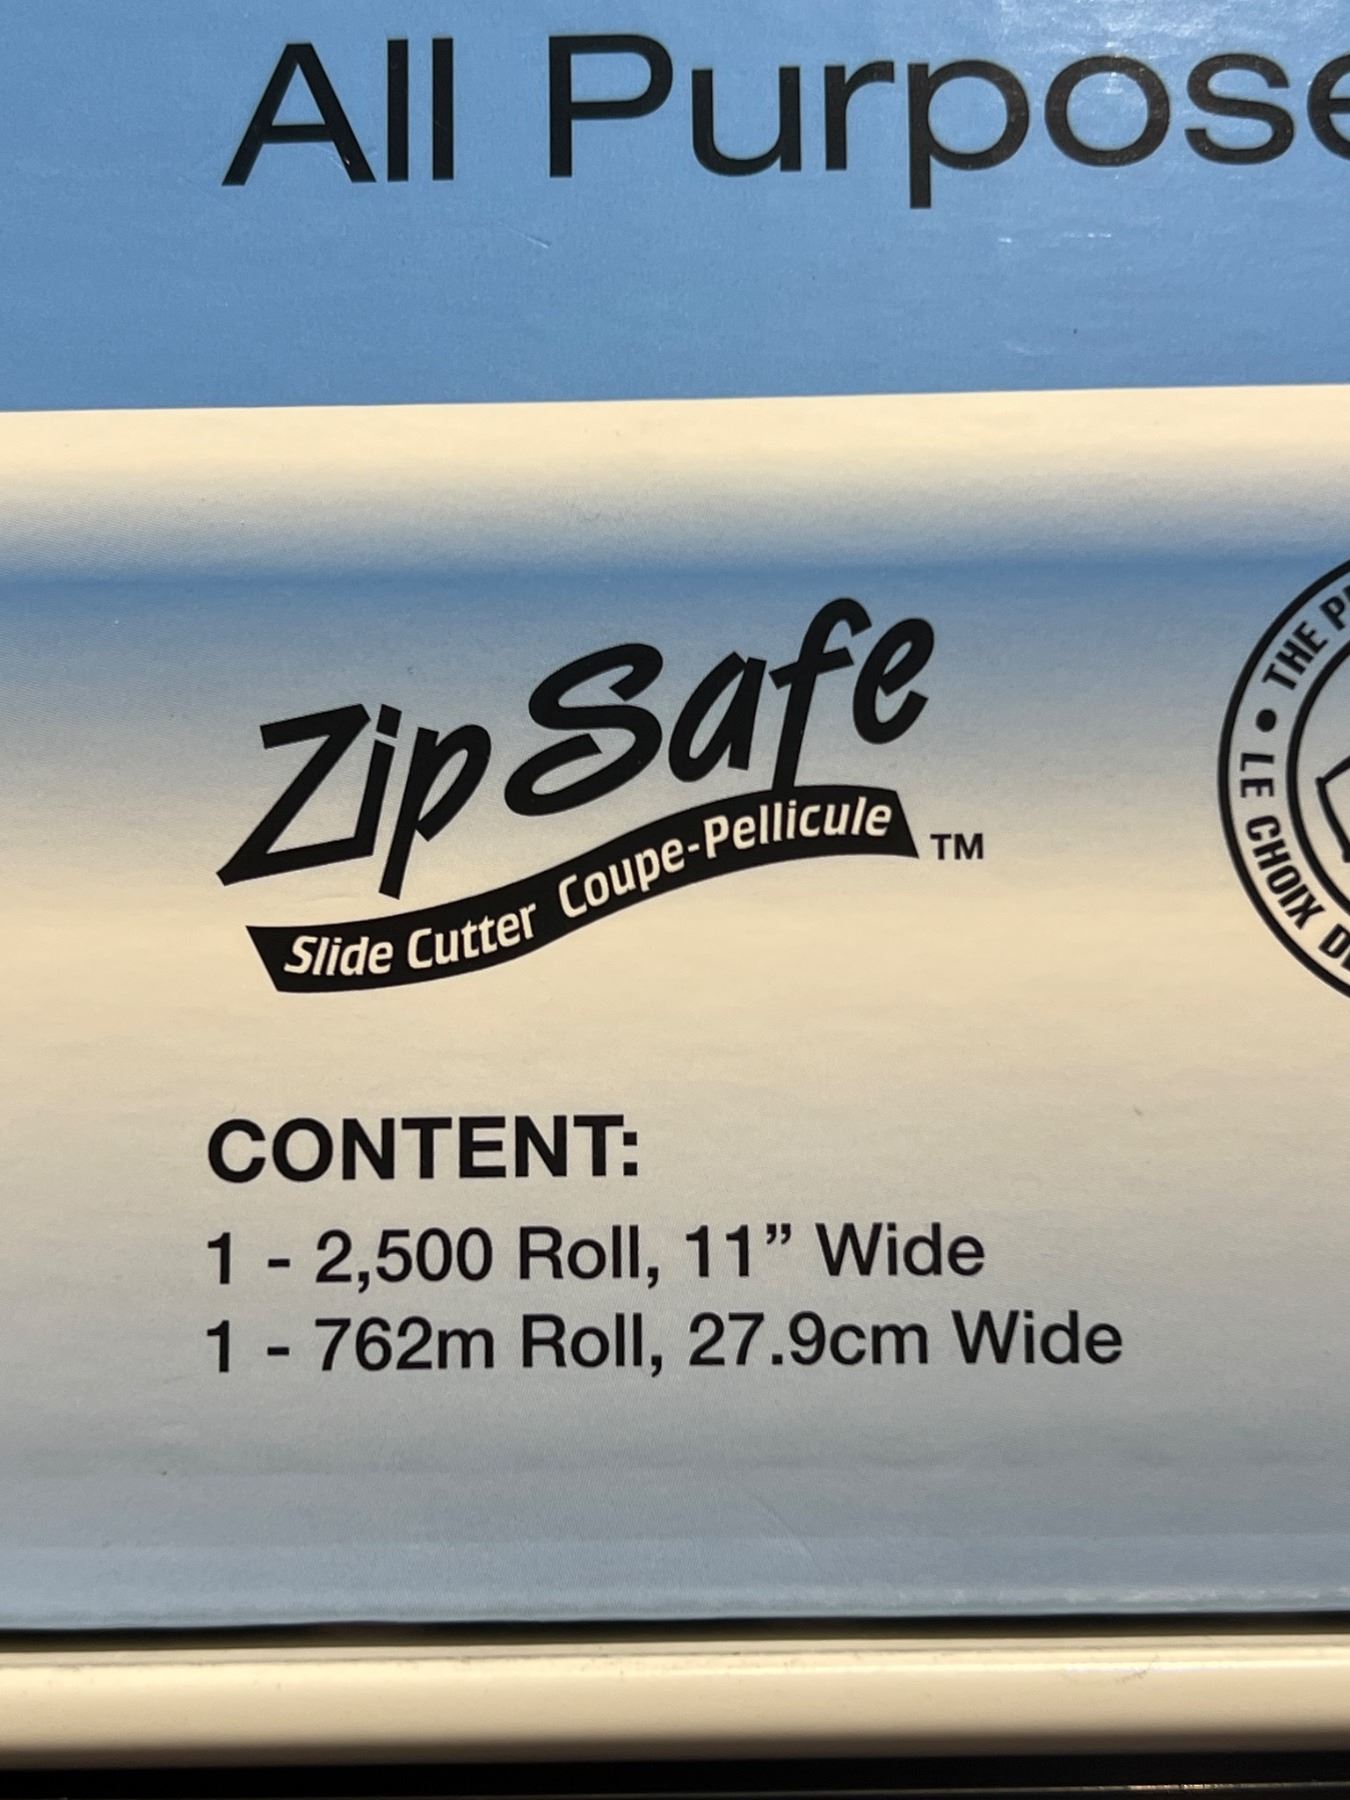 All Purpose
Zip Safe
Slide Cutter Coupe-Pellicule ™
THE
• LE CHOIX
CONTENT:
1 - 2,500 Roll, 11” Wide
1 - 762m Roll, 27.9cm Wide